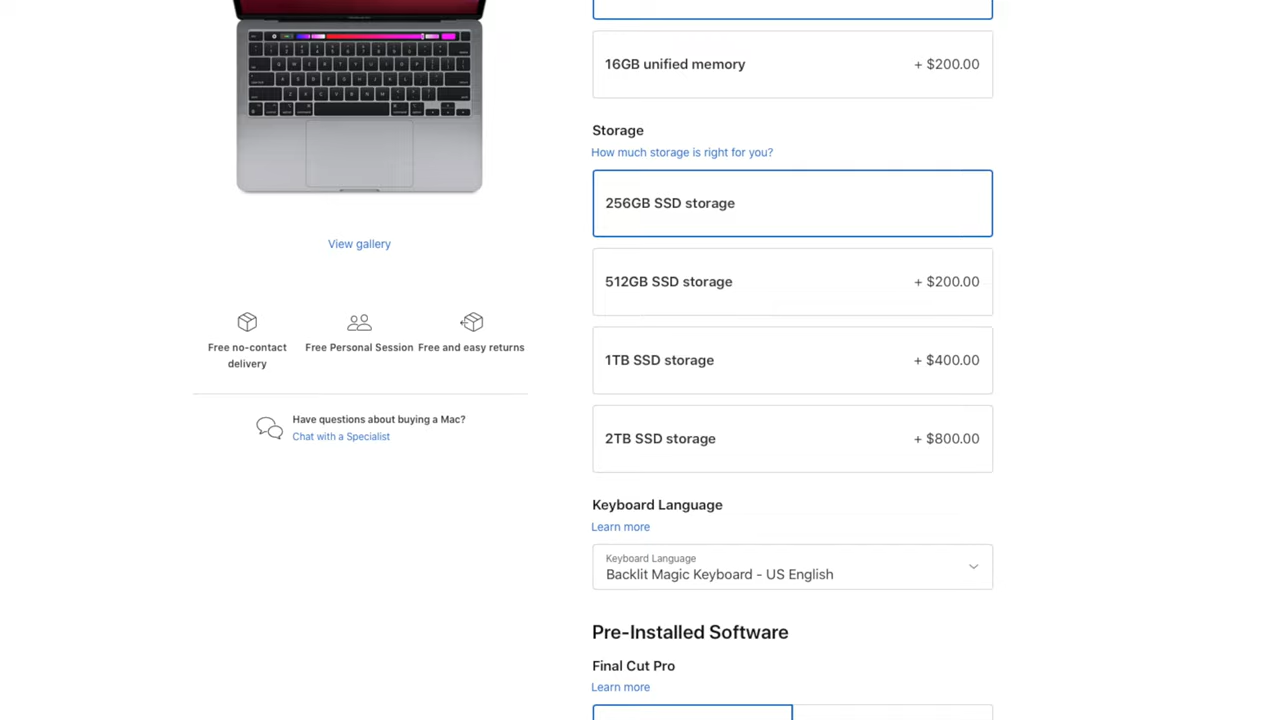 16GB unified memory + $200.00
Storage
How much storage is right for you?
256GB SSD storage
512GB SSD storage + $200.00
1TB SSD storage + $400.00
2TB SSD storage + $800.00
Keyboard Language
Learn more
Keyboard Language
Backlit Magic Keyboard - US English
Pre-Installed Software
Final Cut Pro
Learn more
View gallery
Free no-contact
delivery
Free Personal Session
Free and easy returns
Have questions about buying a Mac?
Chat with a Specialist